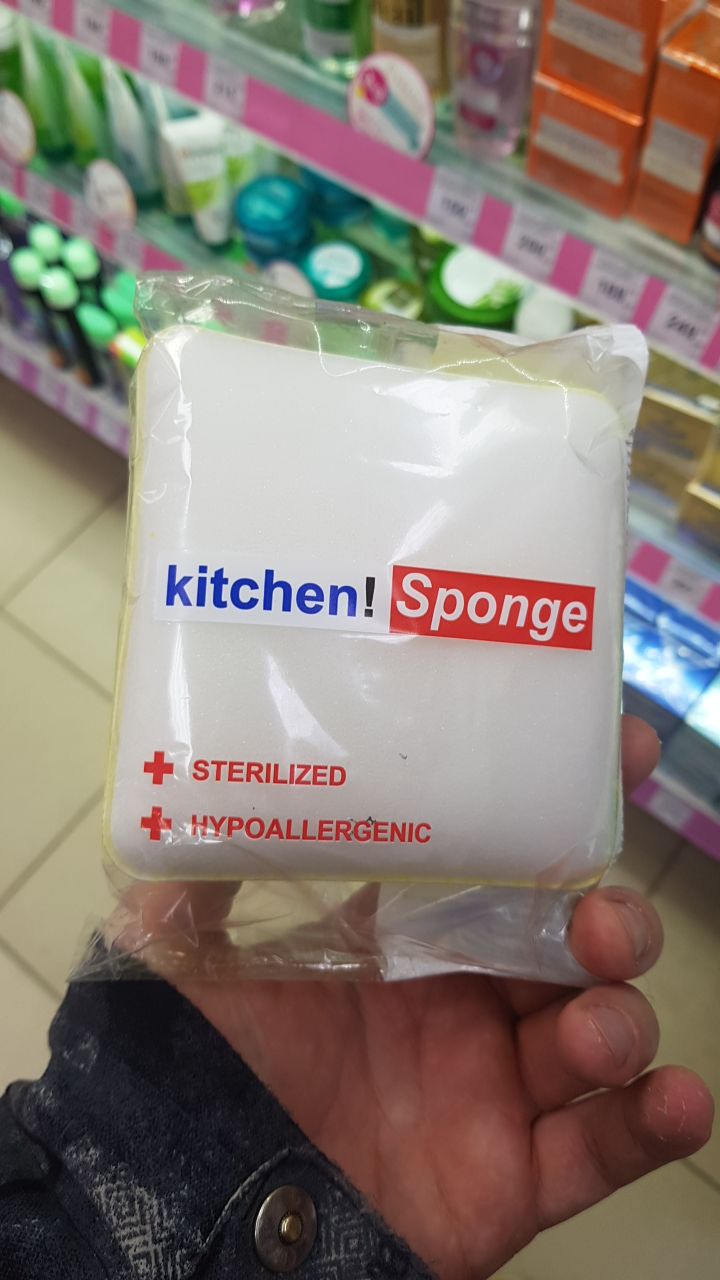 kitchen! Sponge
STERILIZED
HYPOALLERGENIC